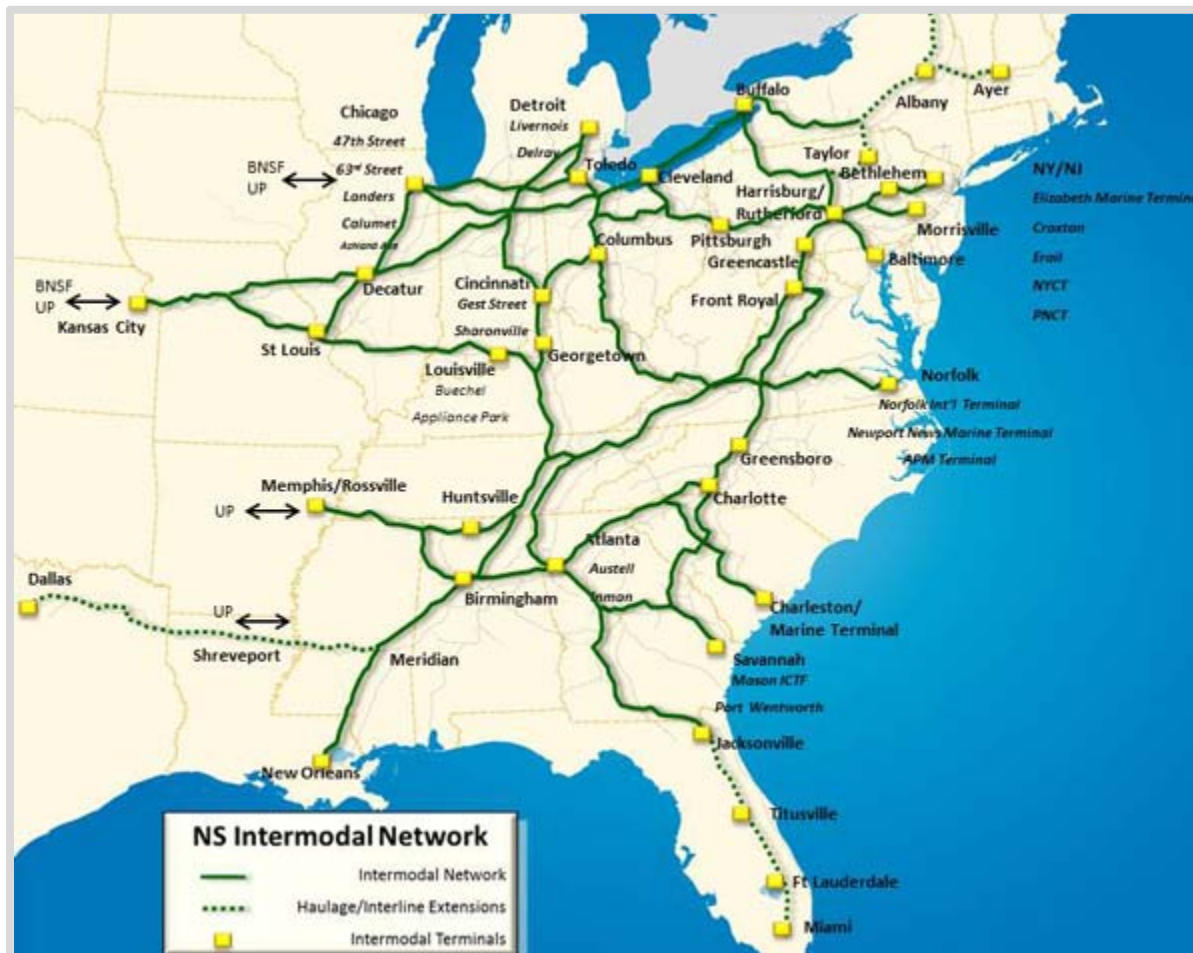 Chicago
47th Street
63rd Street
Landers
Calumet
Ashland Ave
BNSF
UP
Detroit
Livernois
Delray
Toledo
Cleveland
Buffalo
Albany
Ayer
Taylor
Bethlehem
Harrisburg/
Rutherford
Morrisville
NY/NJ
Elizabeth Marine Termin
Croxton
Erail
NYCT
PNCT
Pittsburgh
Greencastle
Baltimore
Columbus
Front Royal
BNSF
UP
Kansas City
Decatur
St Louis
Cincinnati
Gest Street
Sharonville
Georgetown
Louisville
Buechel
Appliance Park
Norfolk
Norfolk Int'l Terminal
Newport News Marine Terminal
APM Terminal
Greensboro
Charlotte
Memphis/Rossville
UP
Huntsville
Atlanta
Austell
Inman
Birmingham
Charleston/
Marine Terminal
Savannah
Mason ICTF
Port Wentworth
Dallas
UP
Shreveport
Meridian
New Orleans
Jacksonville
Titusville
Ft Lauderdale
Miami
NS Intermodal Network
Intermodal Network
Haulage/Interline Extensions
Intermodal Terminals